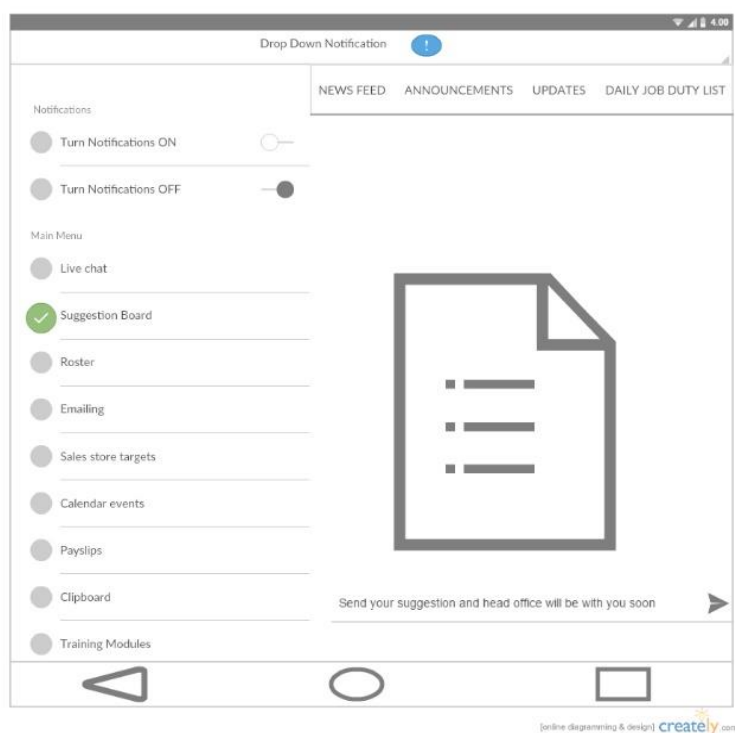 4.00
Drop Down Notification !
NEWS FEED ANNOUNCEMENTS UPDATES DAILY JOB DUTY LIST
Notifications
Turn Notifications ON
Turn Notifications OFF
Main Menu
Live chat
Suggestion Board
Roster
Emailing
Sales store targets
Calendar events
Payslips
Clipboard
Training Modules
Send your suggestion and head office will be with you soon
[online diagramming & design] creately.com